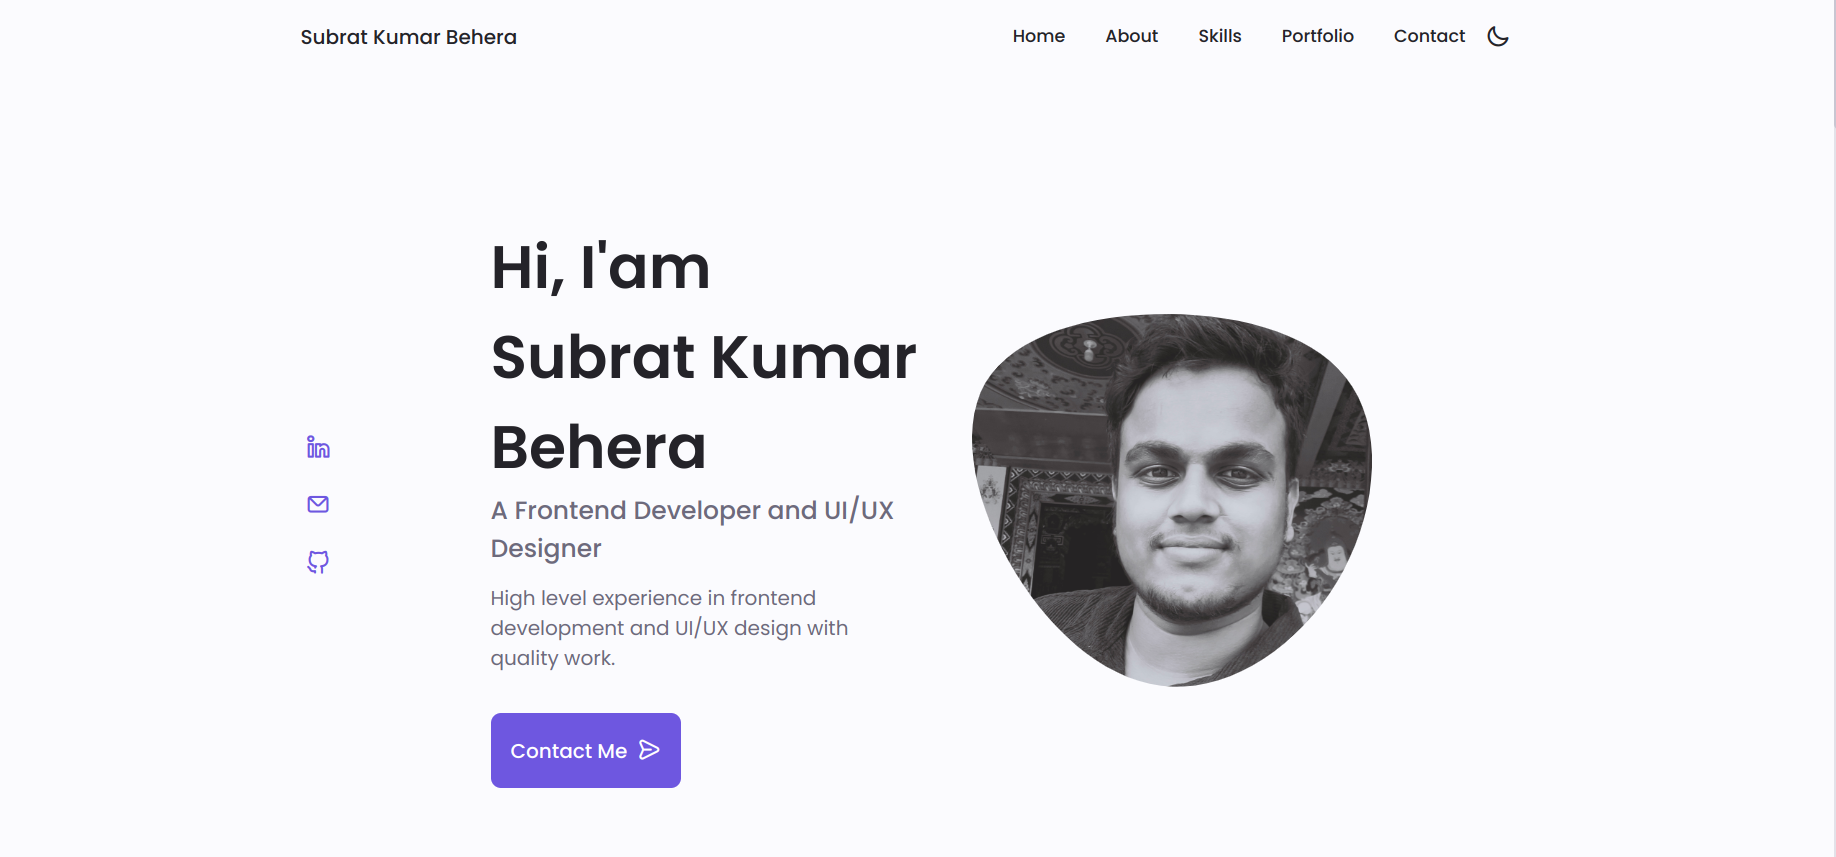 Subrat Kumar Behera
Home About Skills Portfolio Contact
Hi, I'am
Subrat Kumar
Behera
A Frontend Developer and UI/UX
Designer
High level experience in frontend
development and UI/UX design with
quality work.
Contact Me